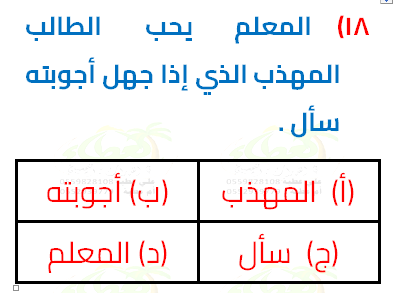 ١٨) المعلم يحب الطالب
المهذب الذي إذا جهل أجوبته
سأل .
(أ) المهذب (ب) أجوبته
(ج) سأل (د) المعلم